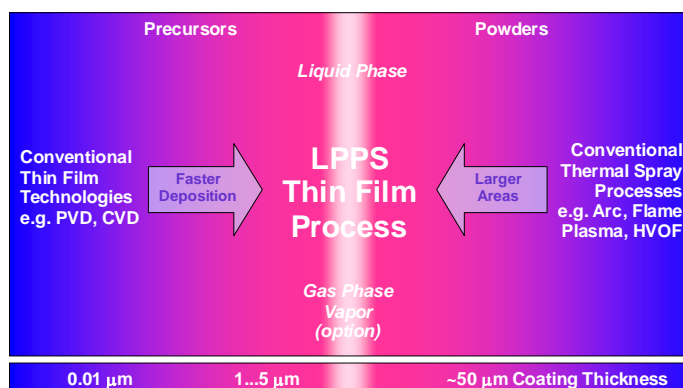 Precursors
Powders
Liquid Phase
Conventional
Thin Film
Technologies
e.g. PVD, CVD
Faster
Deposition
LPPS
Thin Film
Process
Larger
Areas
Conventional
Thermal Spray
Processes
e.g. Arc, Flame
Plasma, HVOF
Gas Phase
Vapor
(option)
0.01 μm
1...5 μm
~50 μm Coating Thickness